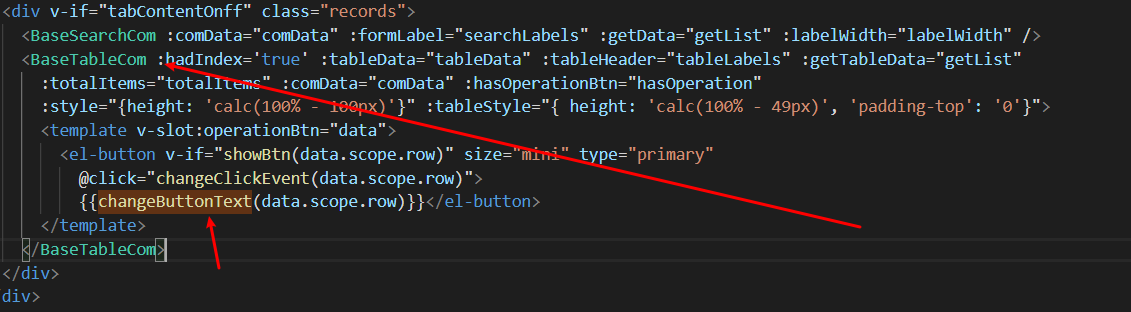 <div v-if="tabContentOnff" class="records">
<BaseSearchCom :comData="comData" :formLabel="searchLabels" :getData="getList" :labelWidth="labelWidth" />
<BaseTableCom :hadIndex='true' :tableData="tableData" :tableHeader="tableLabels" :getTableData="getList"
:totalItems="totalItems" :comData="comData" :hasOperationBtn="hasOperation"
:style="{height: 'calc(100% - 100px)'}" :tableStyle="{ height: 'calc(100% - 49px)', 'padding-top': '0'}">
<template v-slot:operationBtn="data">
<el-button v-if="showBtn(data.scope.row)" size="mini" type="primary"
@click="changeClickEvent(data.scope.row)">
{{changeButtonText(data.scope.row)}}</el-button>
</template>
</BaseTableCom>
</div>
div>